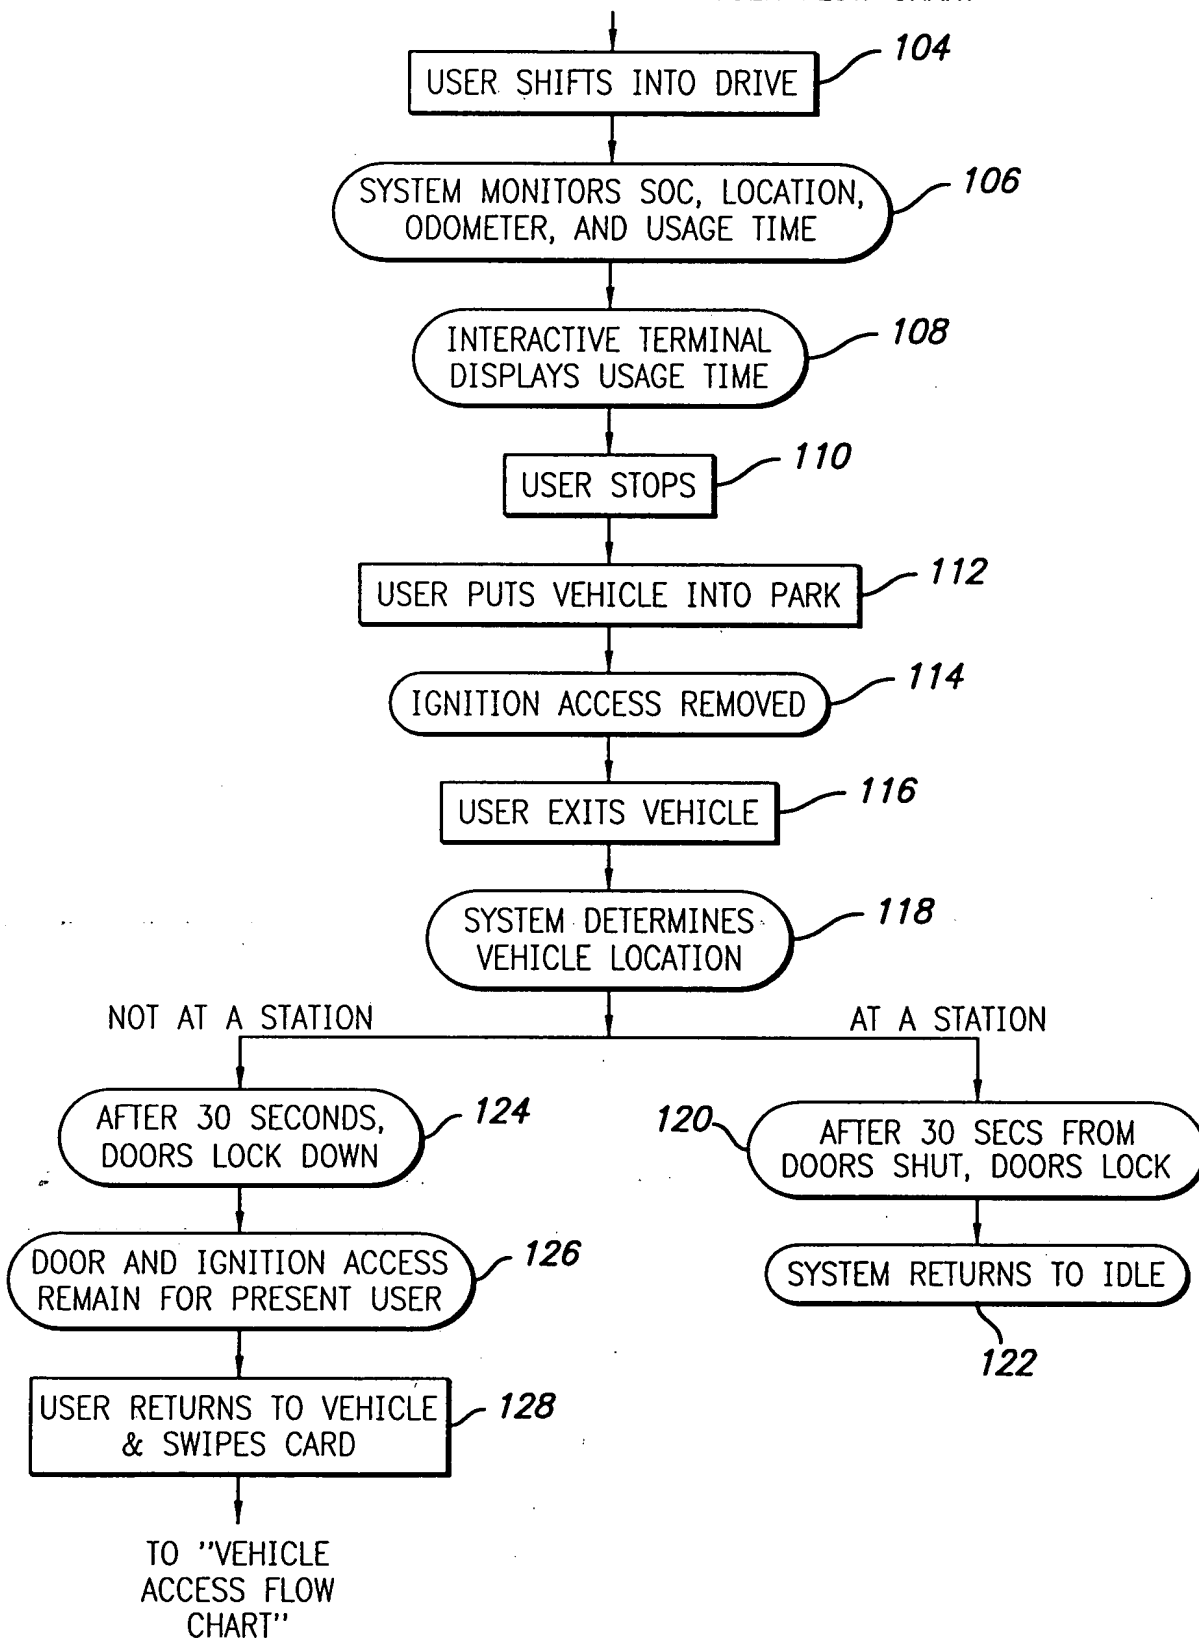 104
USER SHIFTS INTO DRIVE
106
SYSTEM MONITORS SOC, LOCATION,
ODOMETER, AND USAGE TIME
108
INTERACTIVE TERMINAL
DISPLAYS USAGE TIME
110
USER STOPS
112
USER PUTS VEHICLE INTO PARK
114
IGNITION ACCESS REMOVED
116
USER EXITS VEHICLE
118
SYSTEM DETERMINES
VEHICLE LOCATION
NOT AT A STATION
AT A STATION
124
AFTER 30 SECONDS,
DOORS LOCK DOWN
120
AFTER 30 SECS FROM
DOORS SHUT, DOORS LOCK
126
DOOR AND IGNITION ACCESS
REMAIN FOR PRESENT USER
SYSTEM RETURNS TO IDLE
122
128
USER RETURNS TO VEHICLE
& SWIPES CARD
TO "VEHICLE
ACCESS FLOW
CHART"